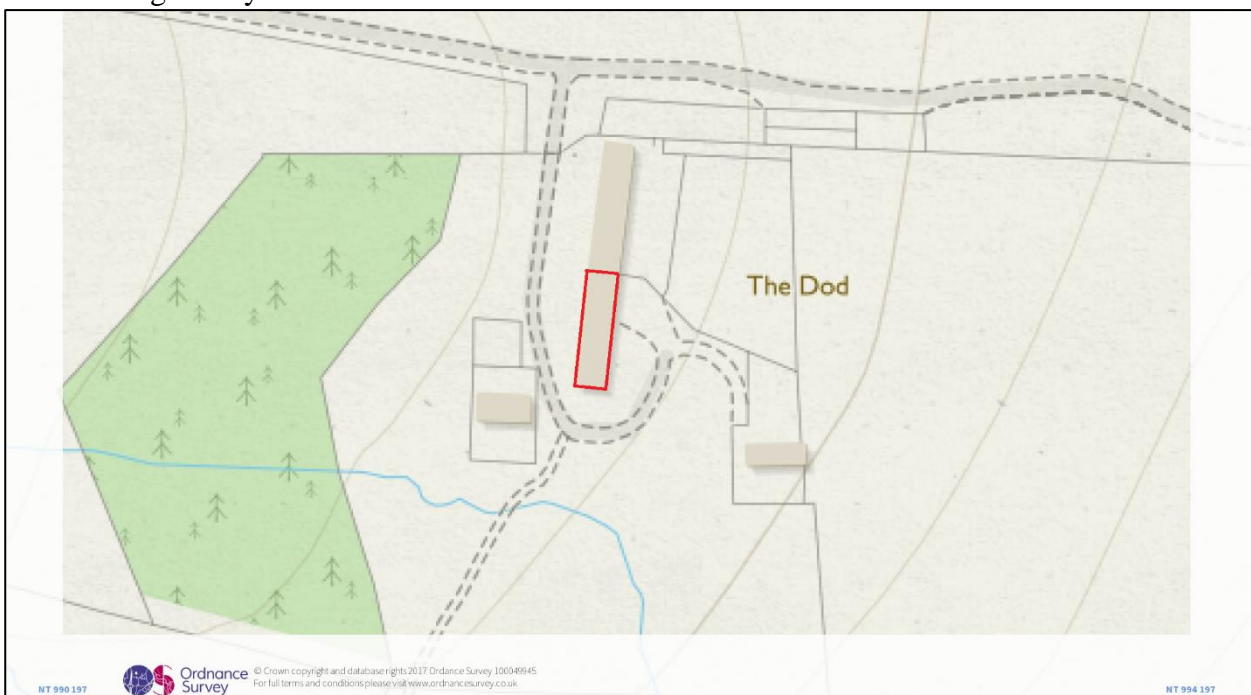 The Dod
Ordnance
Survey
© Crown copyright and database rights 2017 Ordance Survey 100049945
For full terms and conditions please visit www.ordnancesurvey.co.uk
NT 990 197
NT 994 197